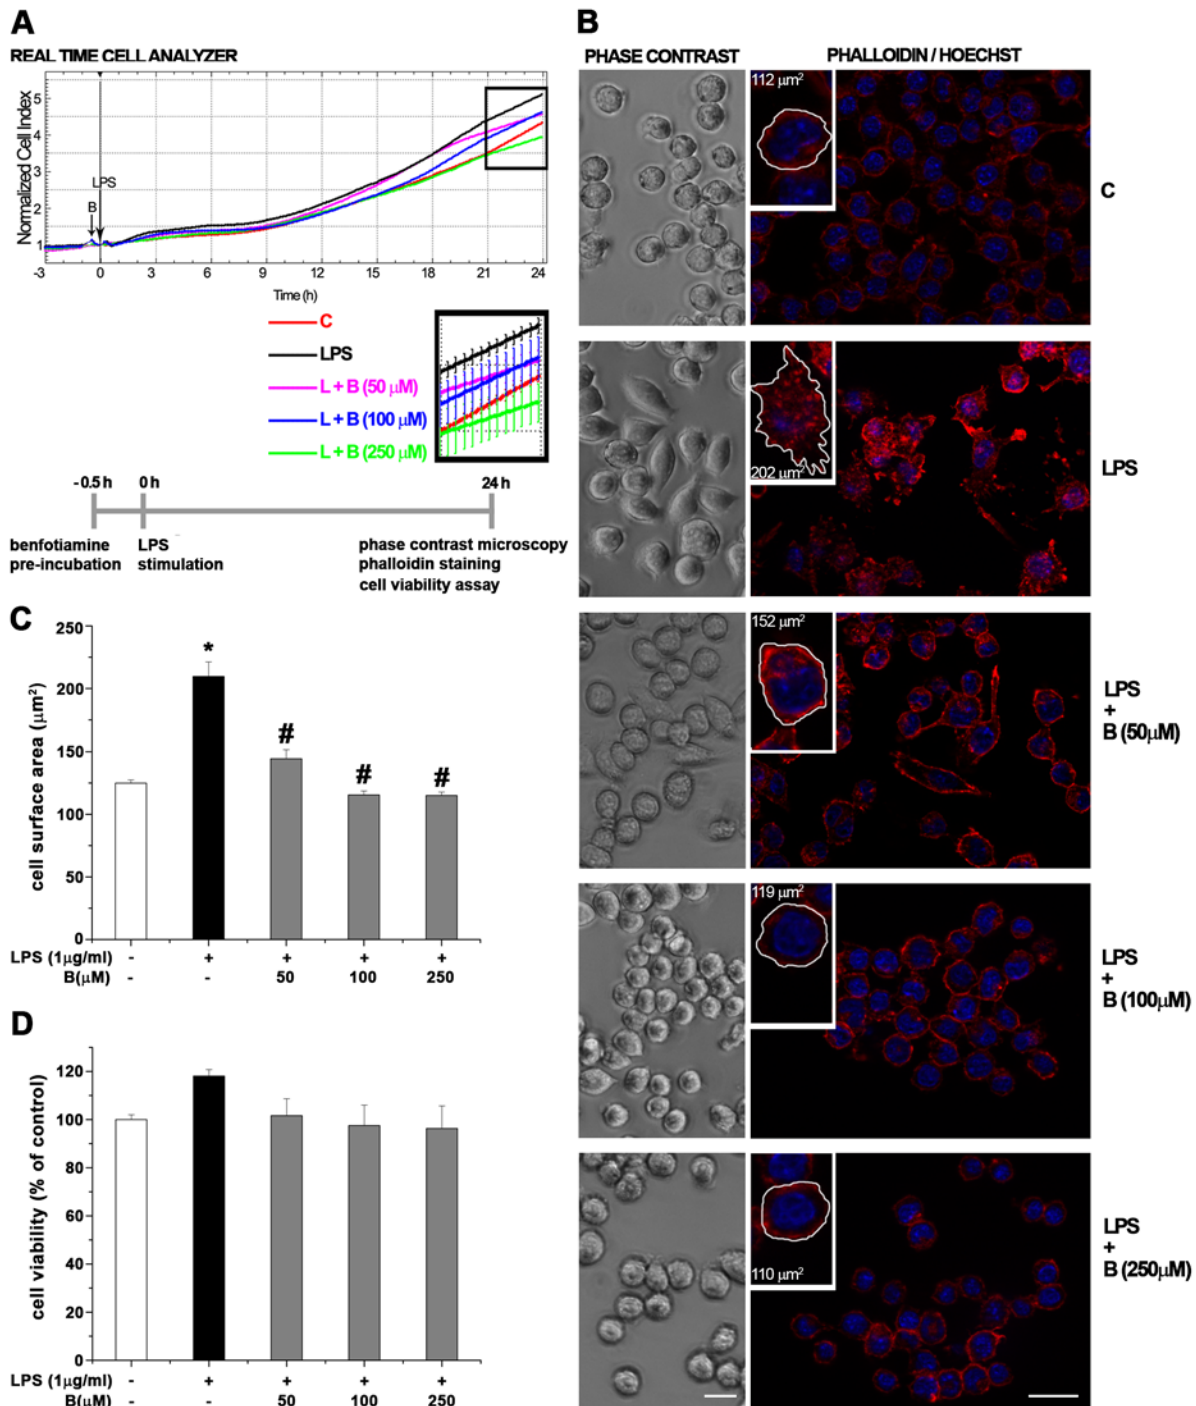 A
REAL TIME CELL ANALYZER
Normalized Cell Index
5
4
3
2
1
LPS
B
-3 0 3 6 9 12 15 18 21 24
Time (h)
C
LPS
L + B (50 µM)
L + B (100 µM)
L + B (250 µM)
-0.5 h 0 h 24 h
benfotiamine
pre-incubation
LPS
stimulation
phase contrast microscopy
phalloidin staining
cell viability assay
B
PHASE CONTRAST PHALLOIDIN / HOECHST
112 µm²
C
202 µm²
LPS
152 µm²
LPS
+
B (50µM)
119 µm²
LPS
+
B (100µM)
110 µm²
LPS
+
B (250µM)
C
cell surface area (µm²)
250
200
150
100
50
0
LPS (1µg/ml) - + + + +
B(µM) - - 50 100 250
* # # #
D
cell viability (% of control)
120
100
80
60
40
20
0
LPS (1µg/ml) - + + + +
B(µM) - - 50 100 250